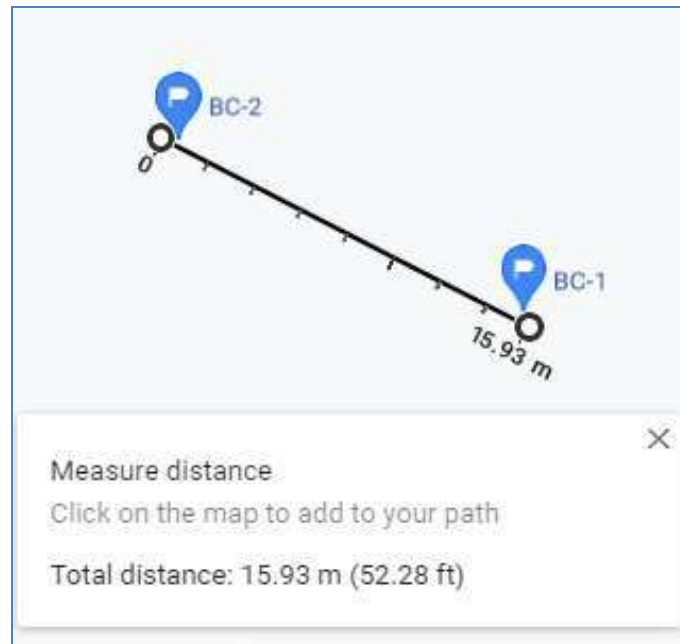 BC-2
0
BC-1
15.93 m
Measure distance
Click on the map to add to your path
Total distance: 15.93 m (52.28 ft)